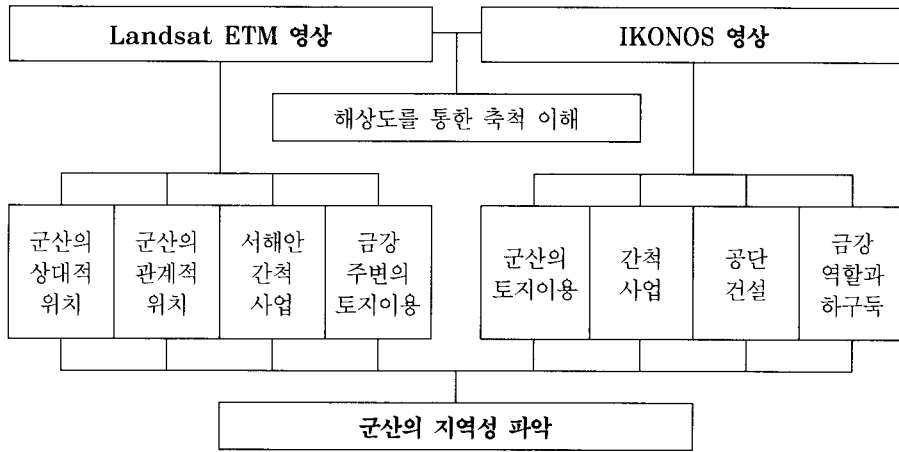 Landsat ETM 영상
IKONOS 영상
해상도를 통한 축척 이해
군산의
상대적
위치
군산의
관계적
위치
서해안
간척
사업
금강
주변의
토지이용
군산의
토지이용
간척
사업
공단
건설
금강
역할과
하구둑
군산의 지역성 파악